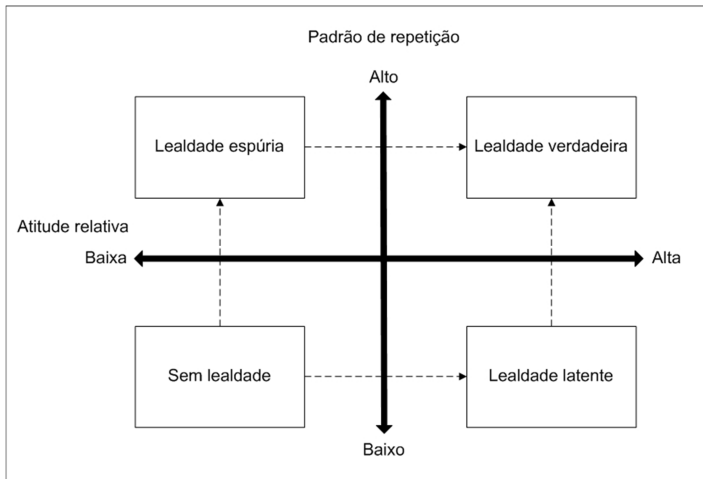 Padrão de repetição
Alto
Lealdade espúria
Lealdade verdadeira
Atitude relativa
Baixa
Alta
Sem lealdade
Lealdade latente
Baixo